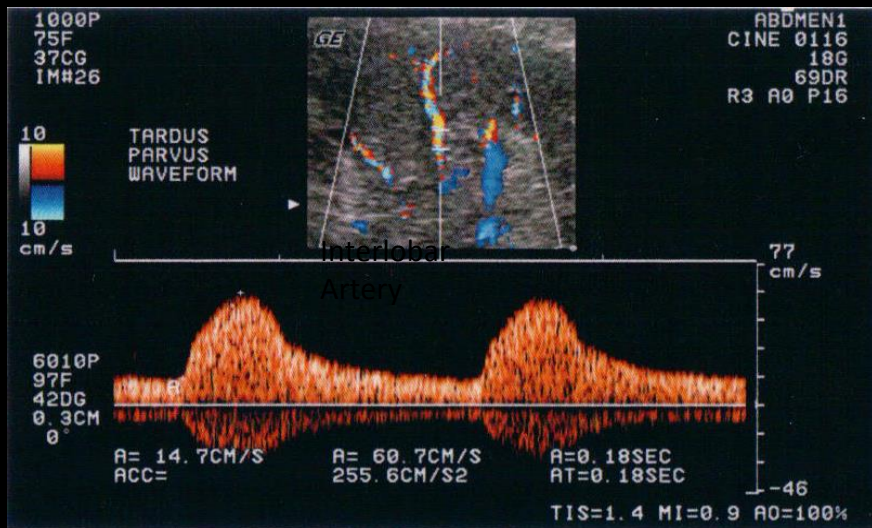 1000P
75F
37CG
IM#26
GE
ABDMEN1
CINE 0116
18G
69DR
R3 A0 P16
10
10
cm/s
TARDUS
PARVUS
WAVEFORM
Interlobar
Artery
77
cm/s
6010P
97F
42DG
0.3CM
0°
A= 14.7CM/S A= 60.7CM/S A=0.18SEC
ACC= 255.6CM/S2 AT=0.18SEC
-46
TIS=1.4 MI=0.9 AO=100%